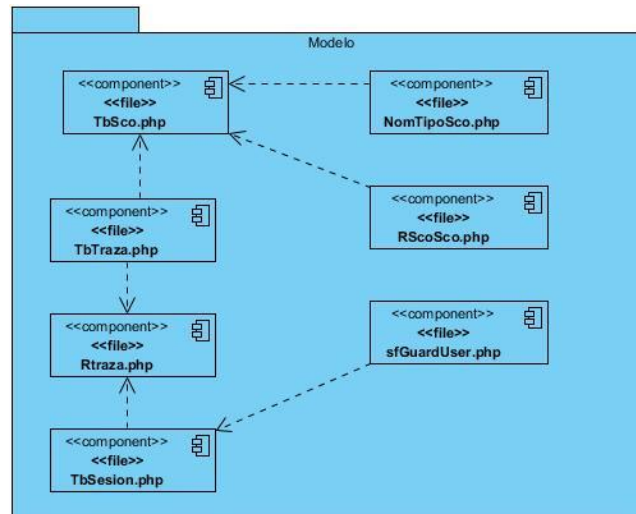 Modelo
<<component>>
<<file>>
TbSco.php
<<component>>
<<file>>
NomTipoSco.php
<<component>>
<<file>>
TbTraza.php
<<component>>
<<file>>
RScoSco.php
<<component>>
<<file>>
Rtraza.php
<<component>>
<<file>>
sfGuardUser.php
<<component>>
<<file>>
TbSesion.php